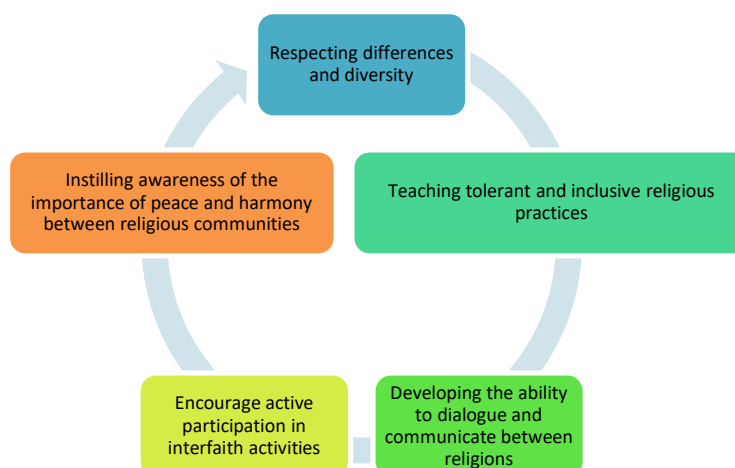 Respecting differences
and diversity
Teaching tolerant and inclusive religious
practices
Developing the ability
to dialogue and
communicate between
religions
Encourage active
participation in
interfaith activities
Instilling awareness of the
importance of peace and harmony
between religious communities